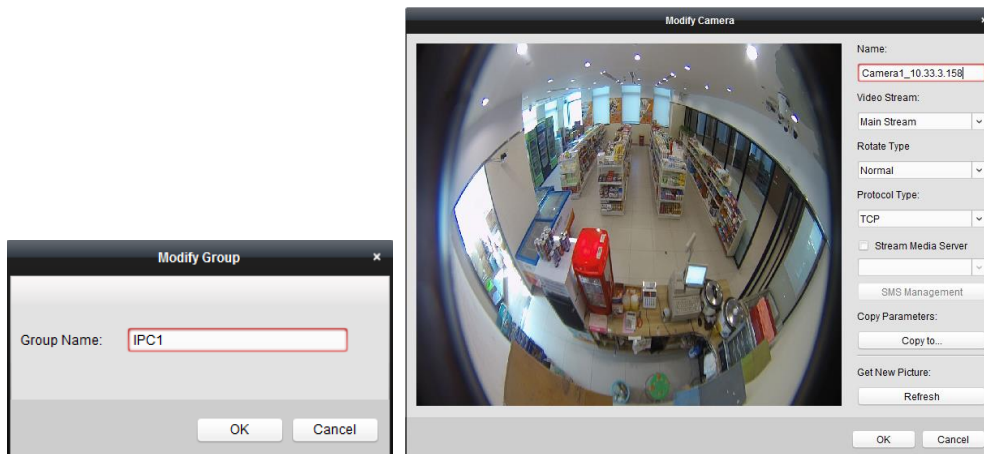 Modify Group
×
Group Name:
IPC1
OK
Cancel
Modify Camera
×
Name:
Camera1_10.33.3.158
Video Stream:
Main Stream
Rotate Type
Normal
Protocol Type:
TCP
Stream Media Server
SMS Management
Copy Parameters:
Copy to...
Get New Picture:
Refresh
OK
Cancel